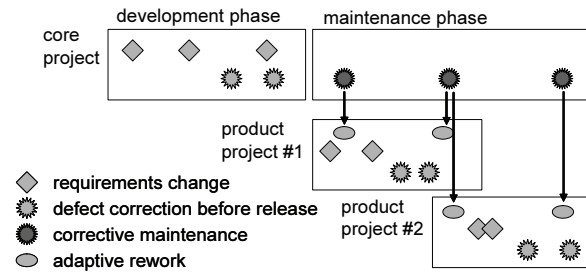 development phase
maintenance phase
core
project
product
project #1
requirements change
defect correction before release
product
project #2
corrective maintenance
adaptive rework